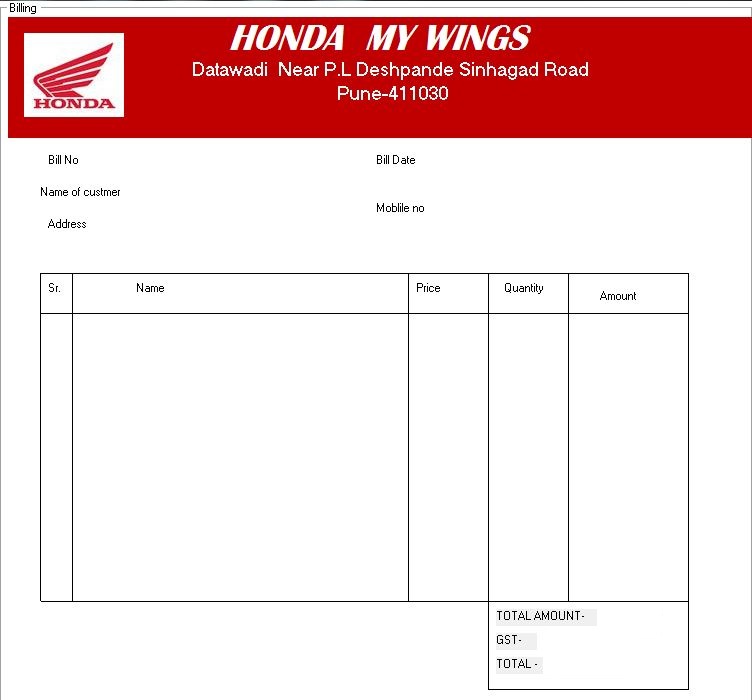 Billing
HONDA MY WINGS
HONDA
Datawadi Near P.L Deshpande Sinhagad Road
Pune-411030
Bill No
Bill Date
Name of custmer
Moblile no
Address
Sr. Name Price Quantity Amount
TOTAL AMOUNT-
GST-
TOTAL -